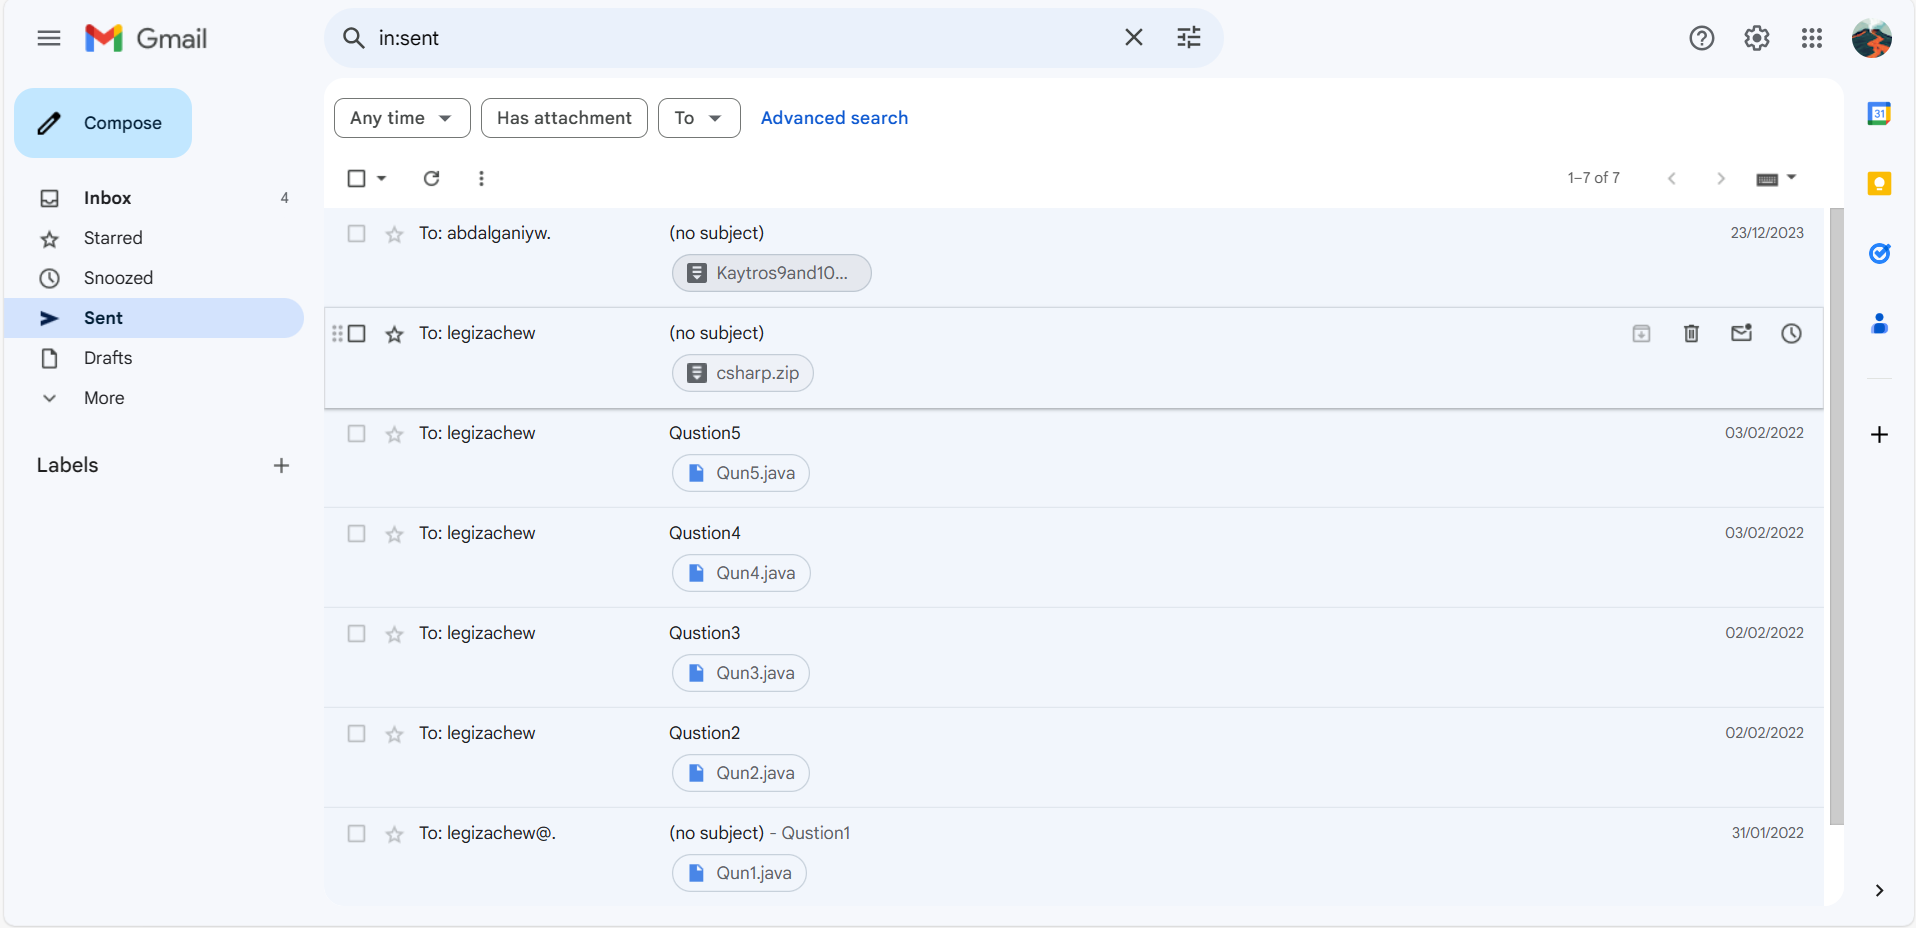 Gmail
in:sent
Compose
Inbox 4
Starred
Snoozed
Sent
Drafts
More
Labels
Any time Has attachment To Advanced search
1–7 of 7
To: abdalganiyw. (no subject) 23/12/2023
Kaytros9and10...
To: legizachew (no subject)
csharp.zip
To: legizachew Qustion5 03/02/2022
Qun5.java
To: legizachew Qustion4 03/02/2022
Qun4.java
To: legizachew Qustion3 02/02/2022
Qun3.java
To: legizachew Qustion2 02/02/2022
Qun2.java
To: legizachew@. (no subject) - Qustion1 31/01/2022
Qun1.java
31